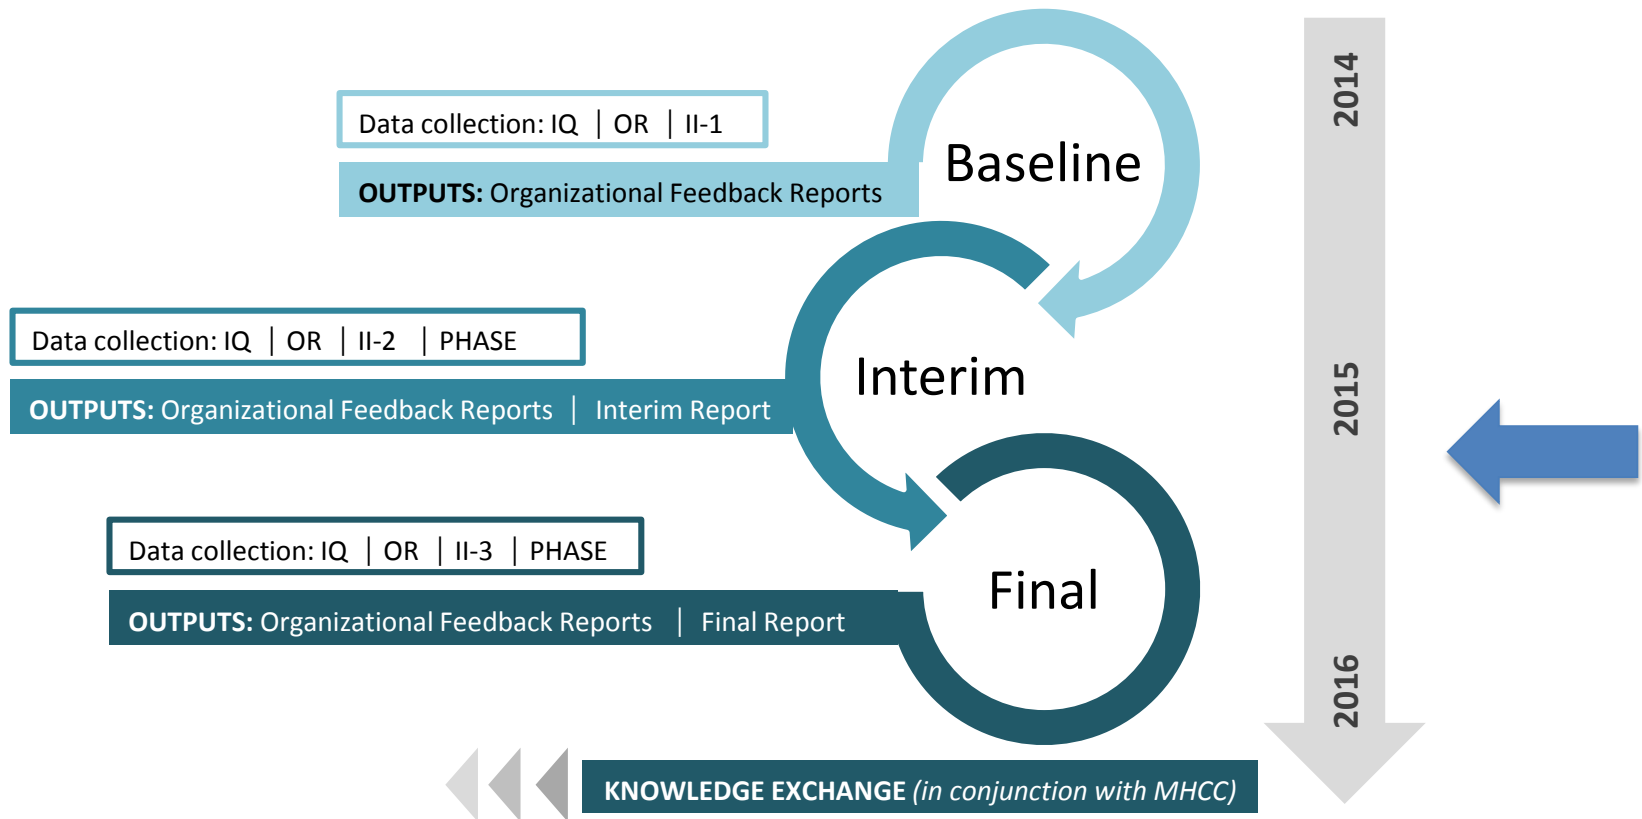 2014
Data collection: IQ | OR | II-1
Baseline
OUTPUTS: Organizational Feedback Reports
Data collection: IQ | OR | II-2 | PHASE
Interim
2015
OUTPUTS: Organizational Feedback Reports | Interim Report
Data collection: IQ | OR | II-3 | PHASE
Final
OUTPUTS: Organizational Feedback Reports | Final Report
2016
KNOWLEDGE EXCHANGE (in conjunction with MHCC)